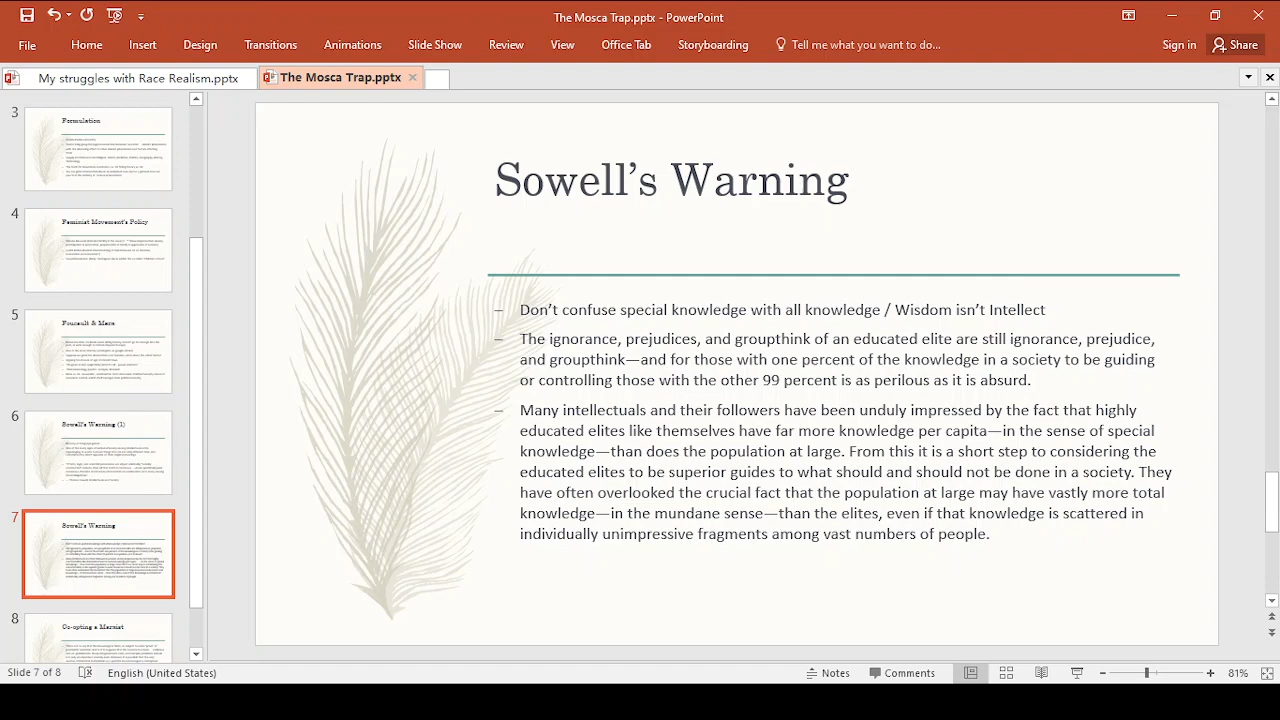 The Mosca Trap.pptx - PowerPoint
File Home Insert Design Transitions Animations Slide Show Review View Office Tab Storyboarding Tell me what you want to do... Sign in Share
My struggles with Race Realism.pptx The Mosca Trap.pptx
3
Formulation
4
Feminist Movement's Policy
5
Foucault & Marx
6
Sowell's Warning (1)
7
Sowell's Warning
8
Co-opting a Marxist
Sowell’s Warning
– Don’t confuse special knowledge with all knowledge / Wisdom isn’t Intellect
– The ignorance, prejudices, and groupthink of an educated elite are still ignorance, prejudice,
and groupthink—and for those with one percent of the knowledge in a society to be guiding
or controlling those with the other 99 percent is as perilous as it is absurd.
– Many intellectuals and their followers have been unduly impressed by the fact that highly
educated elites like themselves have far more knowledge per capita—in the sense of special
knowledge—than does the population at large. From this it is a short step to considering the
educated elites to be superior guides to what should and should not be done in a society. They
have often overlooked the crucial fact that the population at large may have vastly more total
knowledge—in the mundane sense—than the elites, even if that knowledge is scattered in
individually unimpressive fragments among vast numbers of people.
Slide 7 of 8 English (United States) Notes Comments 81%